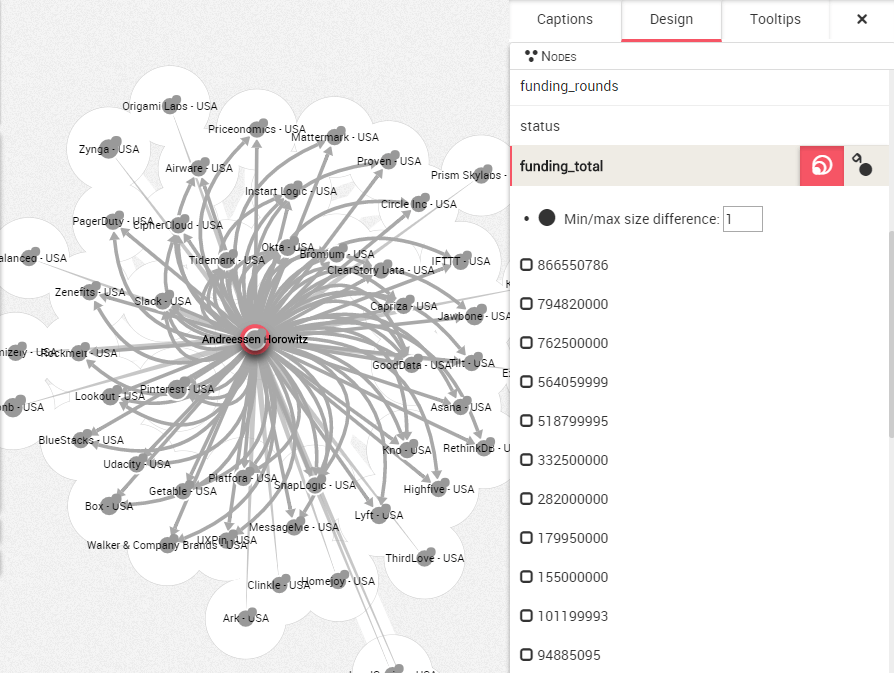 Captions
Design
Tooltips
×
NODES
funding_rounds
status
funding_total
• Min/max size difference: 1
866550786
794820000
762500000
564059999
518799995
332500000
282000000
179950000
155000000
101199993
94885095
Origami Labs - USA
Priceonomics - USA
Mattermark - USA
Zynga - USA
Proven - USA
Airware - USA
Prism Skylabs -
Instart Logic - USA
Circle Inc - USA
PagerDuty - USA
CipherCloud - USA
Okta - USA
Bromium - USA
alanced - USA
Tidemark - USA
IFTTT - USA
ClearStory Data - USA
Zenefits - USA
Slack - USA
Capriza - USA
Jawbone - USA
Andreessen Horowitz
Rockmelt - USA
GoodData - USA
Tilt - USA
Pinterest - USA
Lookout - USA
nb - USA
Asana - USA
BlueStacks - USA
Kno - USA
RethinkDB - U
Udacity - USA
Platfora - USA
SnapLogic - USA
Getable - USA
Highfive - USA
Box - USA
Lyft - USA
MessageMe - USA
UXPin - USA
Walker & Company Brands - USA
ThirdLove - USA
Clinkle - USA
Homejoy - USA
Ark - USA